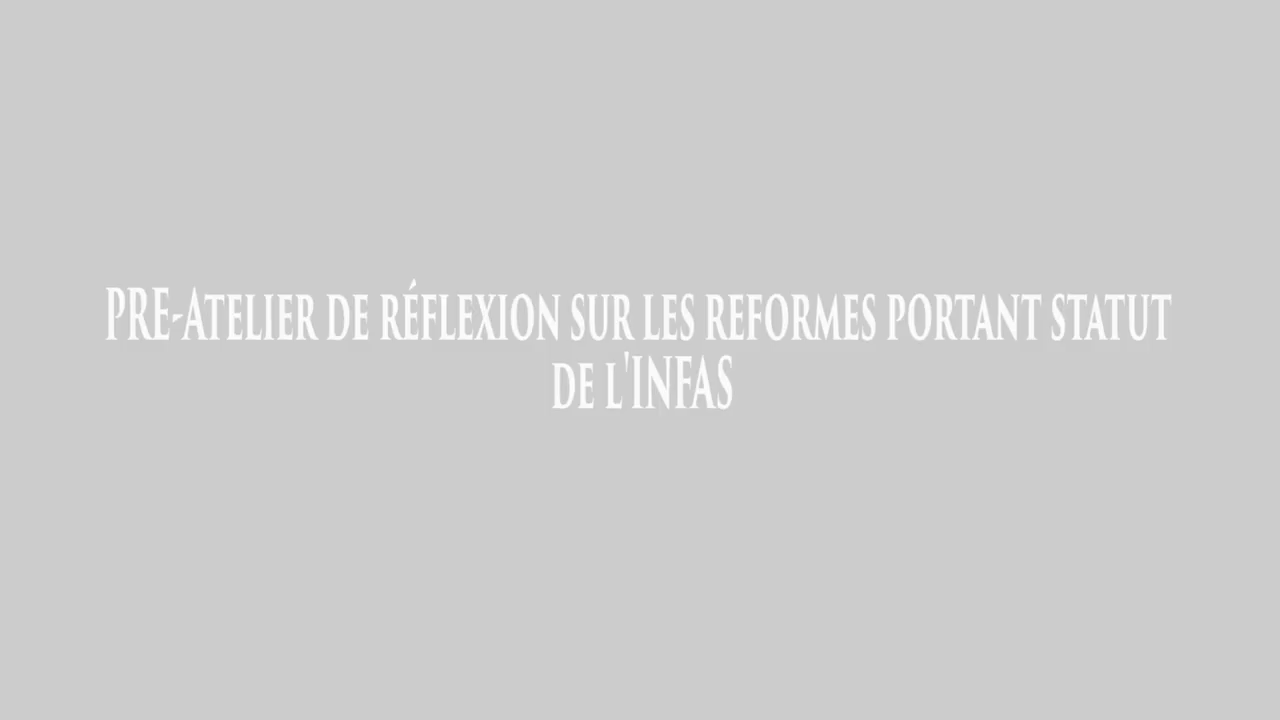 PRE-Atelier de réflexion sur les reformes portant statut
de l'INFAS